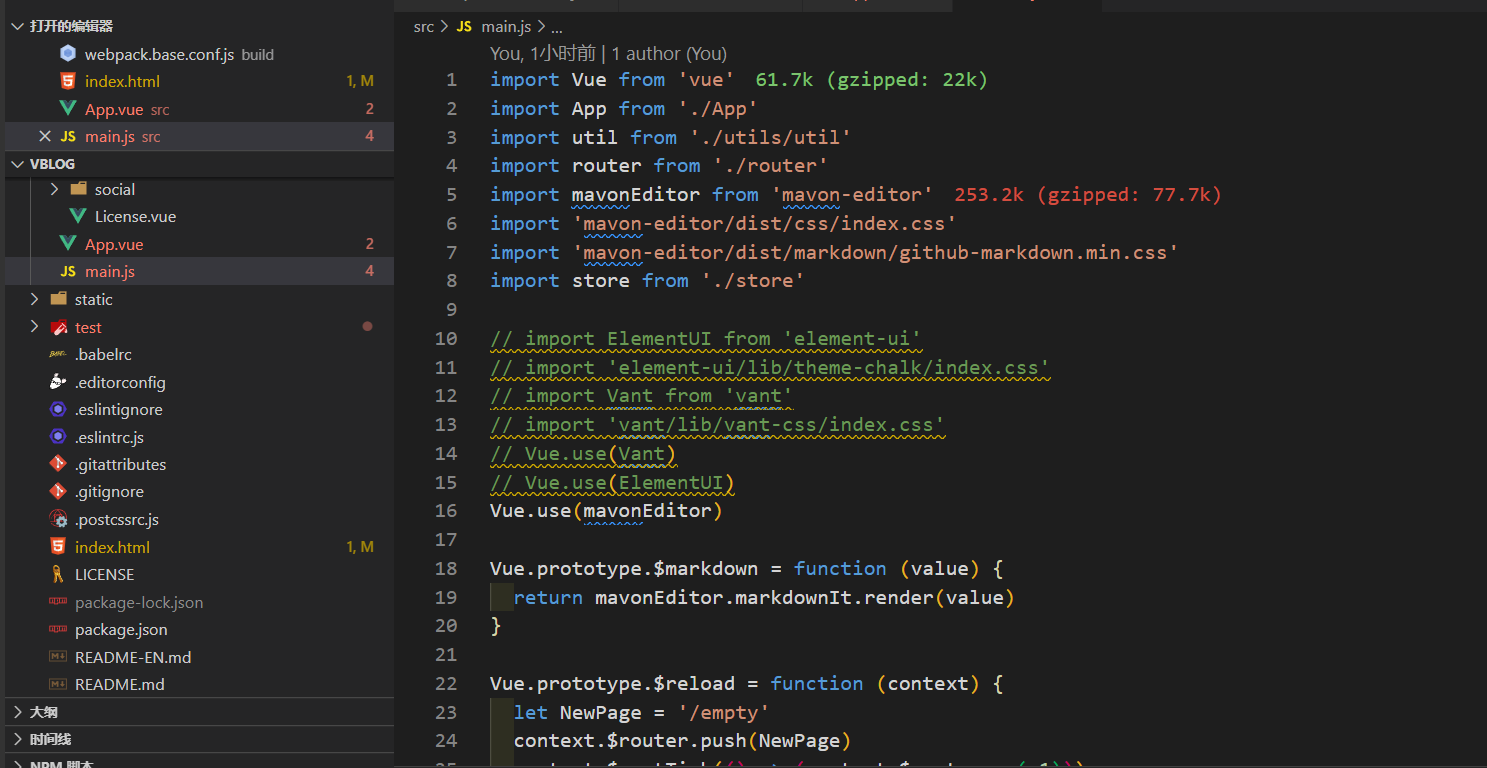 打开的编辑器
webpack.base.conf.js build
index.html 1, M
App.vue src 2
JS main.js src 4
VBLOG
social
License.vue
App.vue 2
JS main.js 4
static
test
.babelrc
.editorconfig
.eslintignore
.eslintrc.js
.gitattributes
.gitignore
.postcssrc.js
index.html 1, M
LICENSE
package-lock.json
package.json
README-EN.md
README.md
大纲
时间线
NPM 脚本
src > JS main.js > ...
You, 1小时前 | 1 author (You)
1 import Vue from 'vue' 61.7k (gzipped: 22k)
2 import App from './App'
3 import util from './utils/util'
4 import router from './router'
5 import mavonEditor from 'mavon-editor' 253.2k (gzipped: 77.7k)
6 import 'mavon-editor/dist/css/index.css'
7 import 'mavon-editor/dist/markdown/github-markdown.min.css'
8 import store from './store'
9
10 // import ElementUI from 'element-ui'
11 // import 'element-ui/lib/theme-chalk/index.css'
12 // import Vant from 'vant'
13 // import 'vant/lib/vant-css/index.css'
14 // Vue.use(Vant)
15 // Vue.use(ElementUI)
16 Vue.use(mavonEditor)
17
18 Vue.prototype.$markdown = function (value) {
19 return mavonEditor.markdownIt.render(value)
20 }
21
22 Vue.prototype.$reload = function (context) {
23 let NewPage = '/empty'
24 context.$router.push(NewPage)